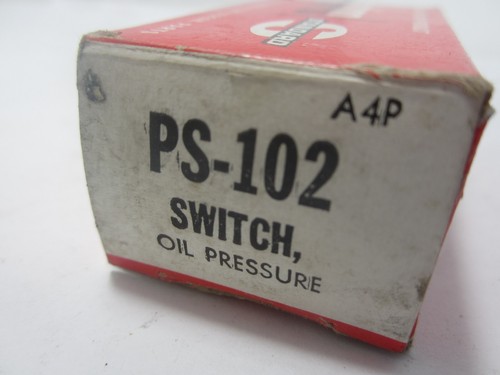 A4P
PS-102
SWITCH,
OIL PRESSURE